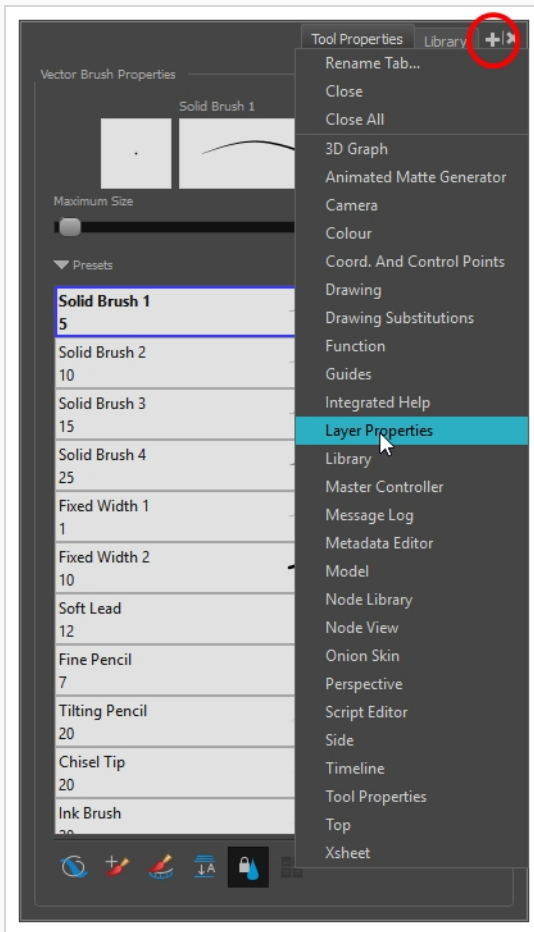 Tool Properties
Library
Vector Brush Properties
Solid Brush 1
Maximum Size
Presets
Solid Brush 1
5
Solid Brush 2
10
Solid Brush 3
15
Solid Brush 4
25
Fixed Width 1
1
Fixed Width 2
10
Soft Lead
12
Fine Pencil
7
Tilting Pencil
20
Chisel Tip
20
Ink Brush
Rename Tab...
Close
Close All
3D Graph
Animated Matte Generator
Camera
Colour
Coord. And Control Points
Drawing
Drawing Substitutions
Function
Guides
Integrated Help
Layer Properties
Library
Master Controller
Message Log
Metadata Editor
Model
Node Library
Node View
Onion Skin
Perspective
Script Editor
Side
Timeline
Tool Properties
Top
Xsheet